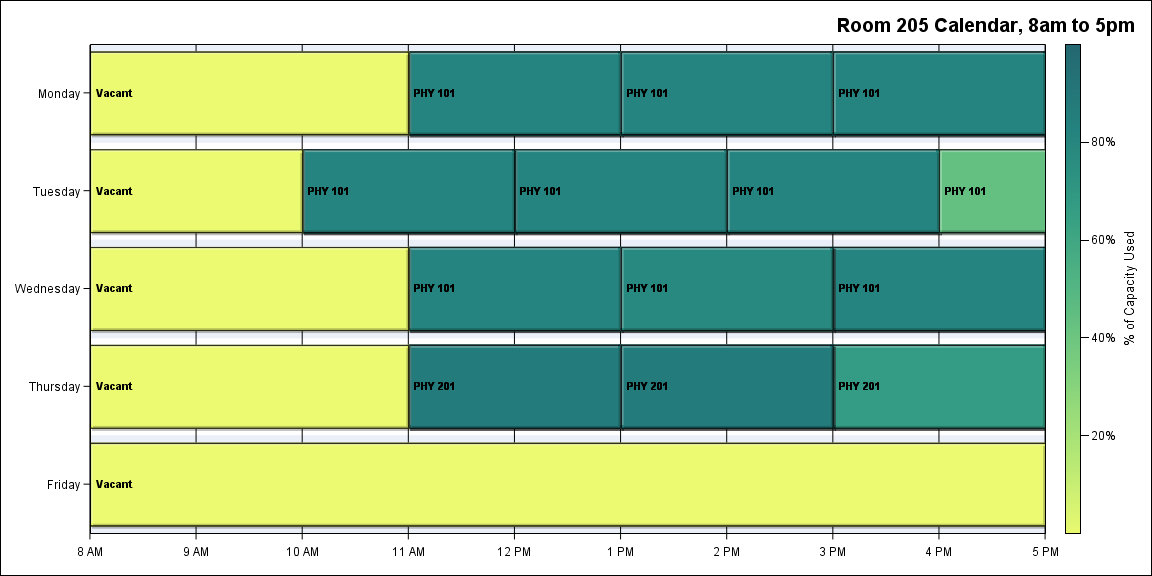 Room 205 Calendar, 8am to 5pm
Monday
Vacant
PHY 101
PHY 101
PHY 101
80%
Tuesday
Vacant
PHY 101
PHY 101
PHY 101
PHY 101
60%
% of Capacity Used
Wednesday
Vacant
PHY 101
PHY 101
PHY 101
40%
Thursday
Vacant
PHY 201
PHY 201
PHY 201
20%
Friday
Vacant
8 AM
9 AM
10 AM
11 AM
12 PM
1 PM
2 PM
3 PM
4 PM
5 PM